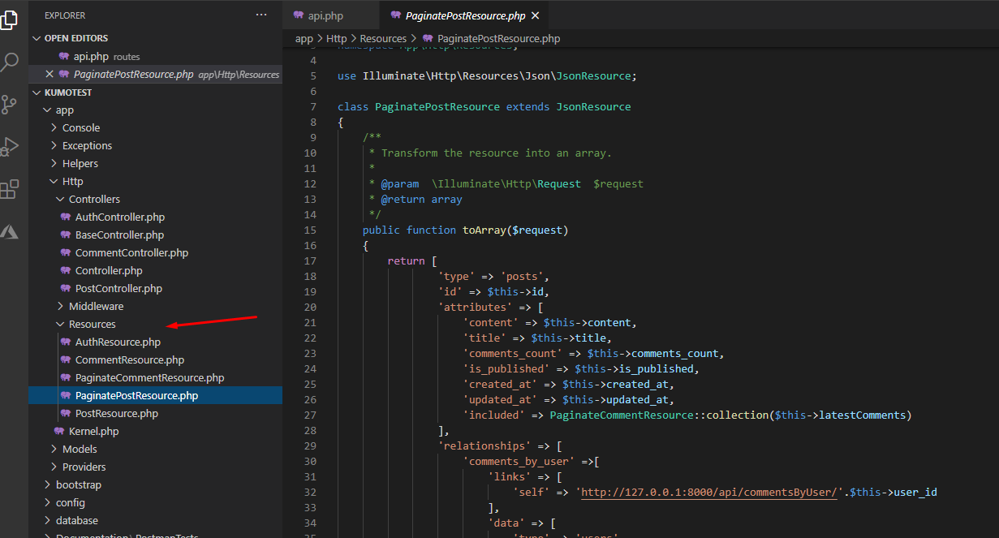 EXPLORER
...
OPEN EDITORS
api.php routes
PaginatePostResource.php app\Http\Resources
KUMOTEST
app
Console
Exceptions
Helpers
Http
Controllers
AuthController.php
BaseController.php
CommentController.php
Controller.php
PostController.php
Middleware
Resources
AuthResource.php
CommentResource.php
PaginateCommentResource.php
PaginatePostResource.php
PostResource.php
Kernel.php
Models
Providers
bootstrap
config
database
Documentation\PostmanTests
api.php PaginatePostResource.php
app > Http > Resources > PaginatePostResource.php
3 namespace App\Http\Resources;
4
5 use Illuminate\Http\Resources\Json\JsonResource;
6
7 class PaginatePostResource extends JsonResource
8 {
9 /**
10 * Transform the resource into an array.
11 *
12 * @param  \Illuminate\Http\Request  $request
13 * @return array
14 */
15 public function toArray($request)
16 {
17 return [
18 'type' => 'posts',
19 'id' => $this->id,
20 'attributes' => [
21 'content' => $this->content,
22 'title' => $this->title,
23 'comments_count' => $this->comments_count,
24 'is_published' => $this->is_published,
25 'created_at' => $this->created_at,
26 'updated_at' => $this->updated_at,
27 'included' => PaginateCommentResource::collection($this->latestComments)
28 ],
29 'relationships' => [
30 'comments_by_user' =>[
31 'links' => [
32 'self' => 'http://127.0.0.1:8000/api/commentsByUser/'.$this->user_id
33 ],
34 'data' => [
35 'type' => 'users'